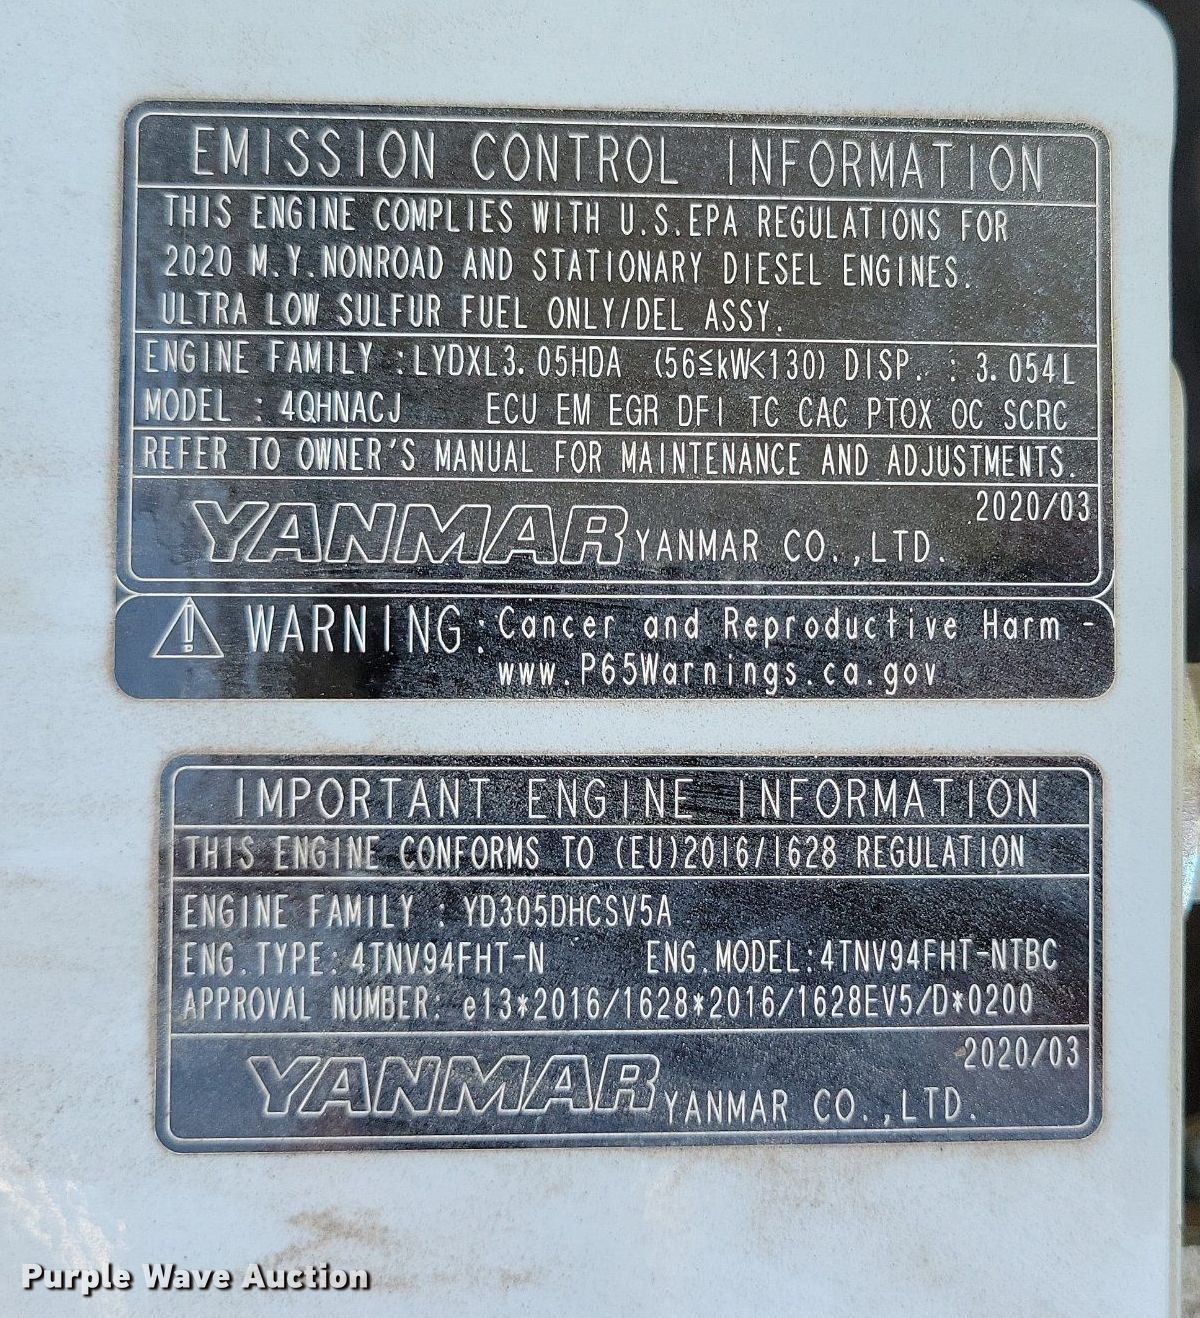 EMISSION CONTROL INFORMATION
THIS ENGINE COMPLIES WITH U.S.EPA REGULATIONS FOR
2020 M.Y.NONROAD AND STATIONARY DIESEL ENGINES.
ULTRA LOW SULFUR FUEL ONLY/DEL ASSY.
ENGINE FAMILY :LYDXL3.05HDA (56≦kW<130) DISP. : 3.054L
MODEL : 4QHNACJ ECU EM EGR DFI TC CAC PTOX OC SCRC
REFER TO OWNER'S MANUAL FOR MAINTENANCE AND ADJUSTMENTS.
2020/03
YANMAR YANMAR CO.,LTD.
WARNING: Cancer and Reproductive Harm -
www.P65Warnings.ca.gov
IMPORTANT ENGINE INFORMATION
THIS ENGINE CONFORMS TO (EU)2016/1628 REGULATION
ENGINE FAMILY : YD305DHCSV5A
ENG.TYPE:4TNV94FHT-N ENG.MODEL:4TNV94FHT-NTBC
APPROVAL NUMBER: e13*2016/1628*2016/1628EV5/D*0200
2020/03
YANMAR YANMAR CO.,LTD.
Purple Wave Auction